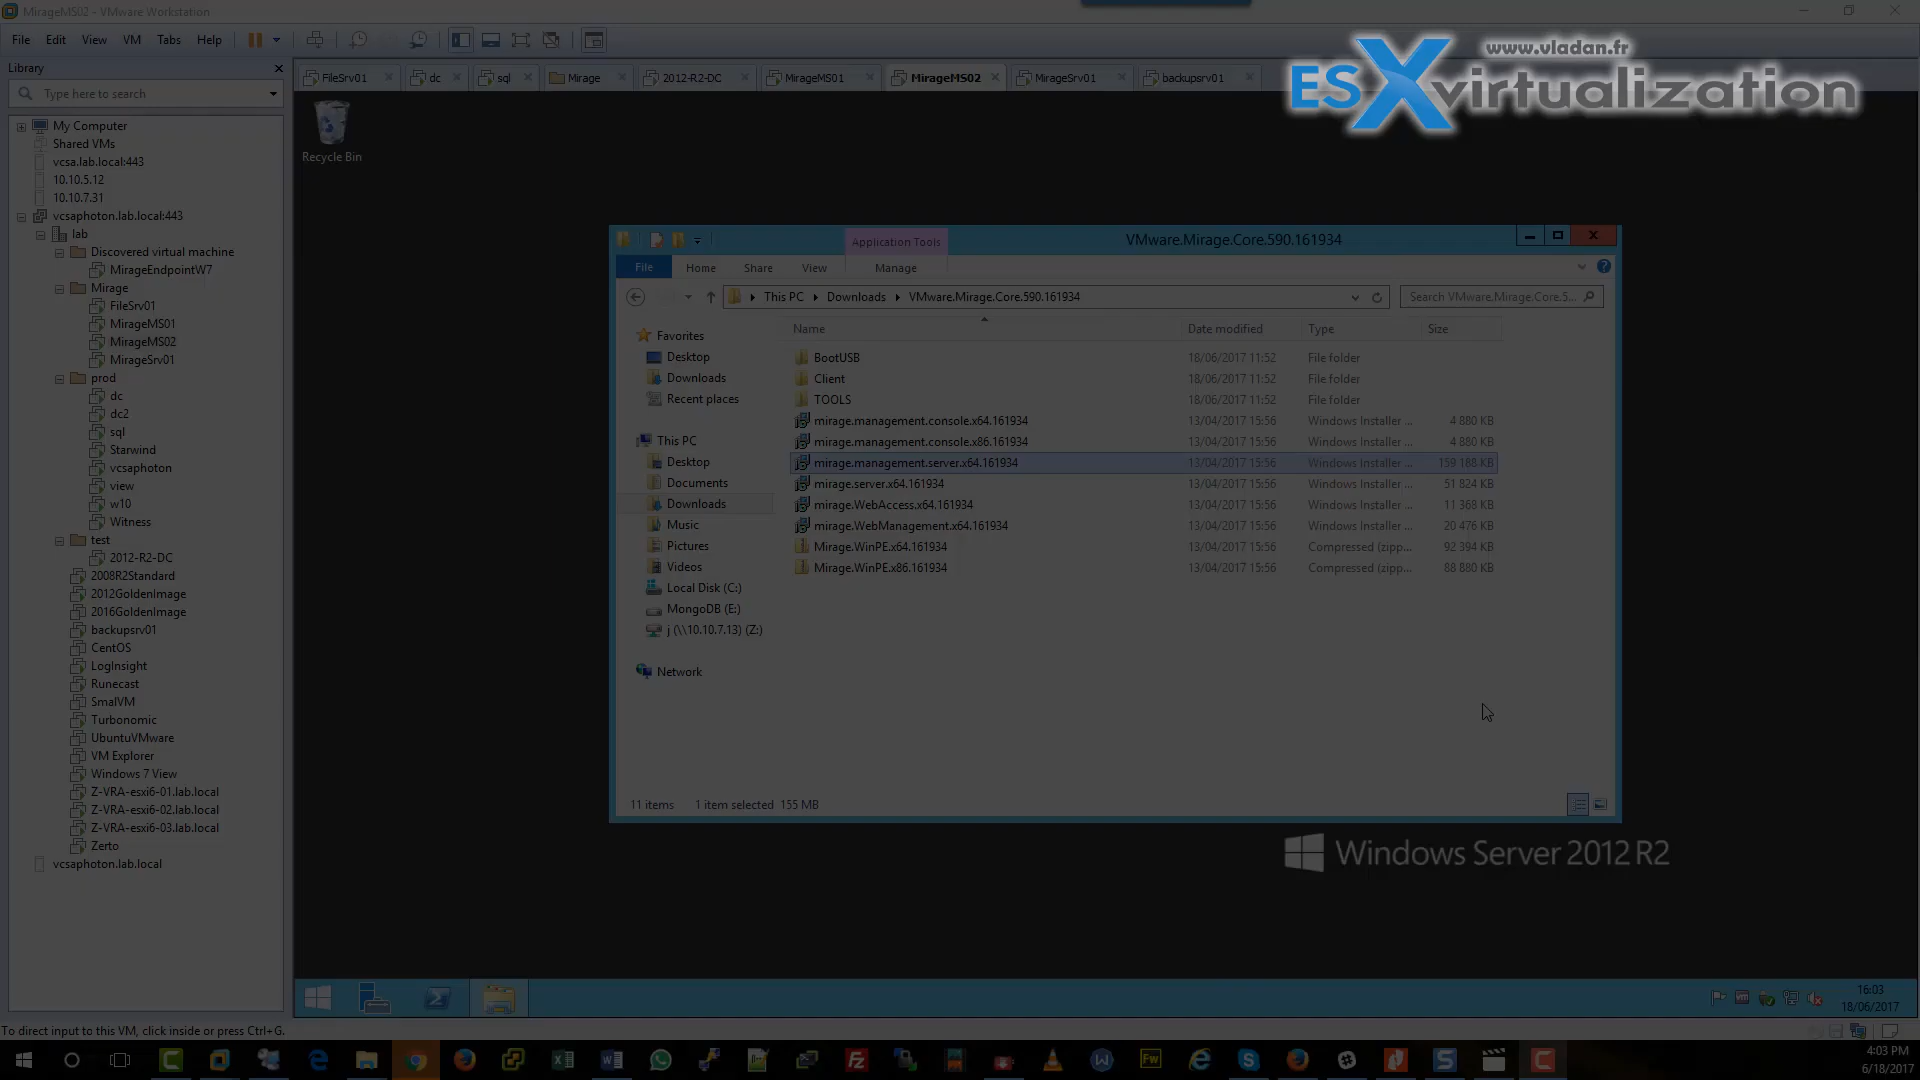 MirageMS02 - VMware Workstation
File Edit View VM Tabs Help
www.vladan.fr
ESXvirtualization
Library
Type here to search
FileSrv01 dc sql Mirage 2012-R2-DC MirageMS01 MirageMS02 MirageSrv01 backupsrv01
My Computer
Shared VMs
vcsa.lab.local:443
10.10.5.12
10.10.7.31
vcsaphoton.lab.local:443
lab
Discovered virtual machine
MirageEndpointW7
Mirage
FileSrv01
MirageMS01
MirageMS02
MirageSrv01
prod
dc
dc2
sql
Starwind
vcsaphoton
view
w10
Witness
test
2012-R2-DC
2008R2Standard
2012GoldenImage
2016GoldenImage
backupsrv01
CentOS
LogInsight
Runecast
SmalVM
Turbonomic
UbuntuVMware
VM Explorer
Windows 7 View
Z-VRA-esxi6-01.lab.local
Z-VRA-esxi6-02.lab.local
Z-VRA-esxi6-03.lab.local
Zerto
vcsaphoton.lab.local
Recycle Bin
Application Tools
VMware.Mirage.Core.590.161934
File Home Share View Manage
This PC Downloads VMware.Mirage.Core.590.161934
Search VMware.Mirage.Core.5...
Favorites
Desktop
Downloads
Recent places
This PC
Desktop
Documents
Downloads
Music
Pictures
Videos
Local Disk (C:)
MongoDB (E:)
j (\\10.10.7.13) (Z:)
Network
Name Date modified Type Size
BootUSB 18/06/2017 11:52 File folder
Client 18/06/2017 11:52 File folder
TOOLS 18/06/2017 11:52 File folder
mirage.management.console.x64.161934 13/04/2017 15:56 Windows Installer ... 4 880 KB
mirage.management.console.x86.161934 13/04/2017 15:56 Windows Installer ... 4 880 KB
mirage.management.server.x64.161934 13/04/2017 15:56 Windows Installer ... 159 188 KB
mirage.server.x64.161934 13/04/2017 15:56 Windows Installer ... 51 824 KB
mirage.WebAccess.x64.161934 13/04/2017 15:56 Windows Installer ... 11 368 KB
mirage.WebManagement.x64.161934 13/04/2017 15:56 Windows Installer ... 20 476 KB
Mirage.WinPE.x64.161934 13/04/2017 15:56 Compressed (zipp... 92 394 KB
Mirage.WinPE.x86.161934 13/04/2017 15:56 Compressed (zipp... 88 880 KB
11 items 1 item selected 155 MB
Windows Server 2012 R2
16:03
18/06/2017
To direct input to this VM, click inside or press Ctrl+G.
4:03 PM
6/18/2017